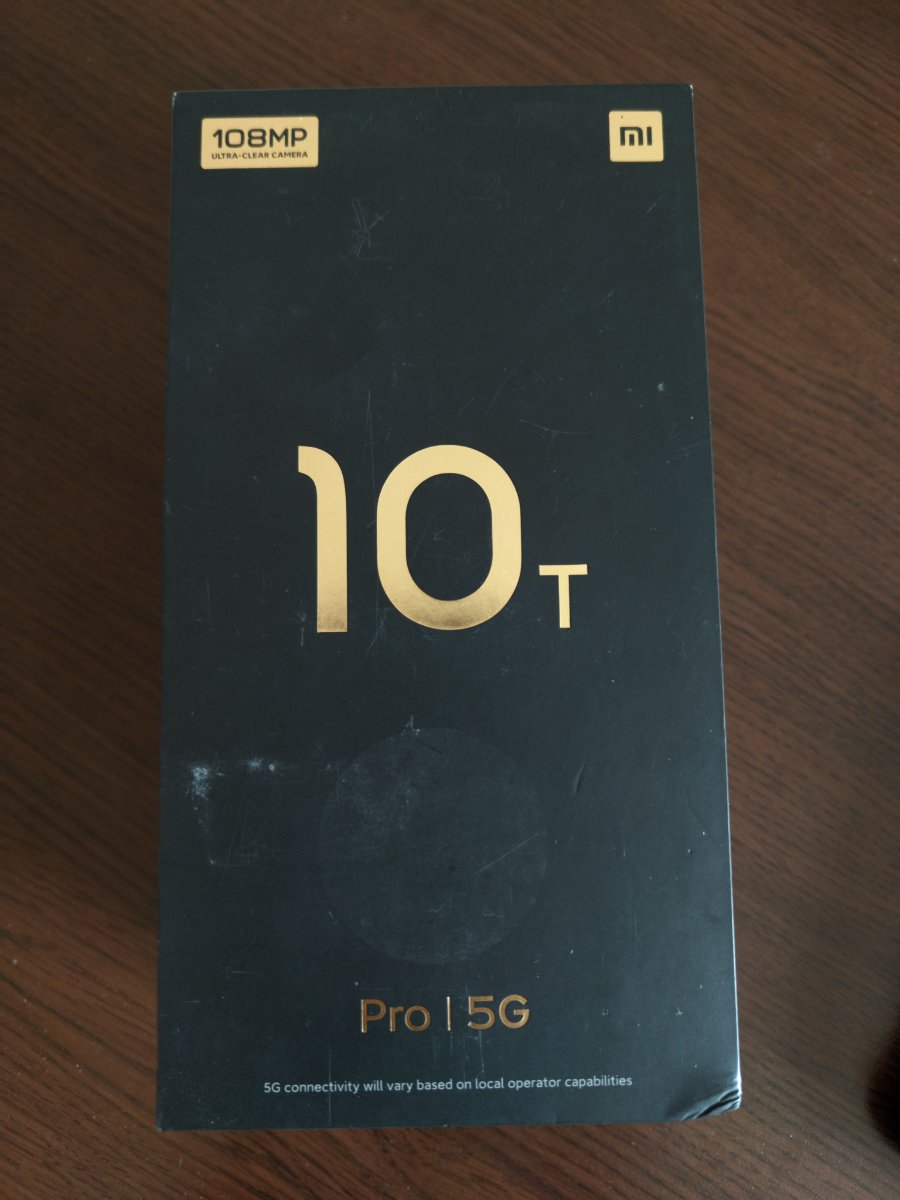 108MP
ULTRA-CLEAR CAMERA
mi
10T
Pro | 5G
5G connectivity will vary based on local operator capabilities